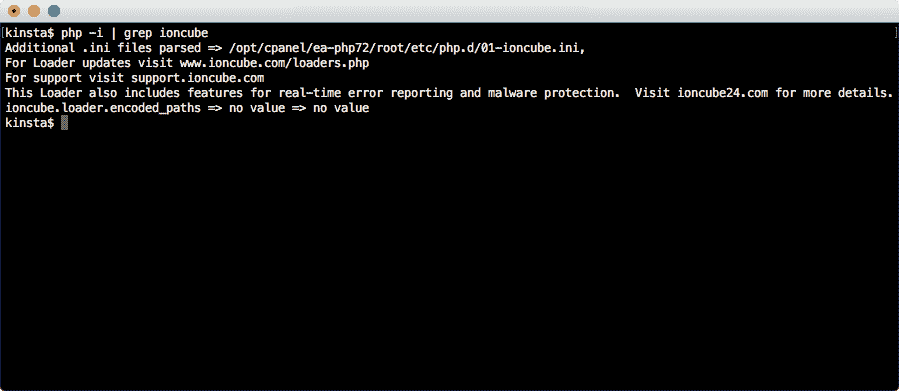 kinsta$ php -i | grep ioncube
Additional .ini files parsed => /opt/cpanel/ea-php72/root/etc/php.d/01-ioncube.ini,
For Loader updates visit www.ioncube.com/loaders.php
For support visit support.ioncube.com
This Loader also includes features for real-time error reporting and malware protection.  Visit ioncube24.com for more details.
ioncube.loader.encoded_paths => no value => no value
kinsta$